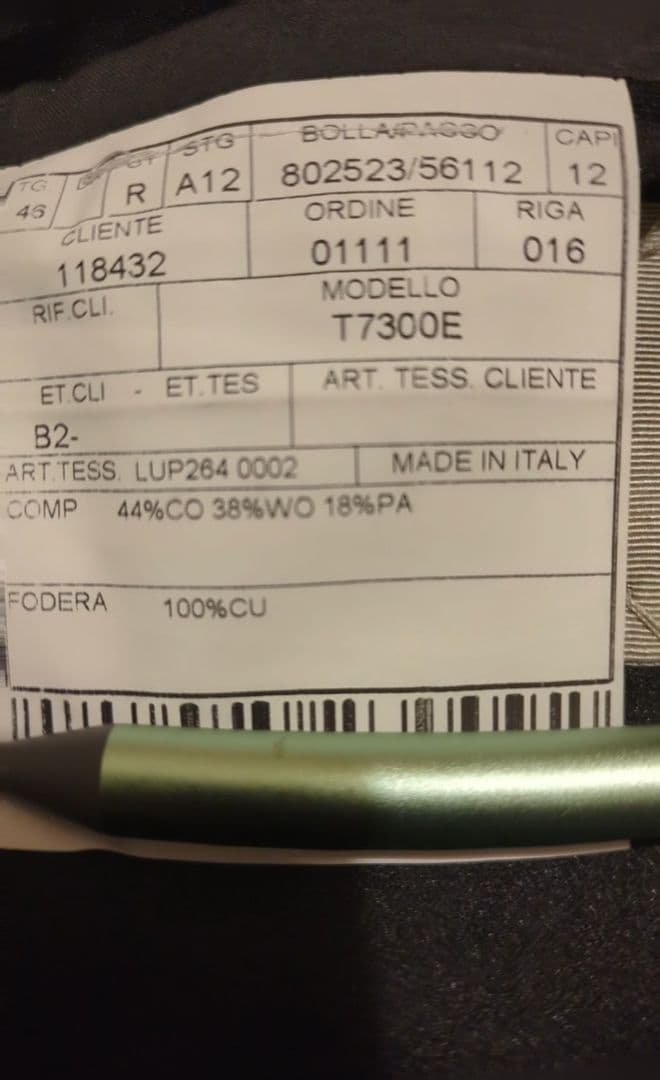 TG STG BOLLA/PACCO CAPI
46 R A12 802523/56112 12
CLIENTE ORDINE RIGA
118432 01111 016
RIF.CLI. MODELLO
T7300E
ET.CLI - ET.TES ART. TESS. CLIENTE
B2-
ART.TESS. LUP264 0002 MADE IN ITALY
COMP 44%CO 38%WO 18%PA
FODERA 100%CU